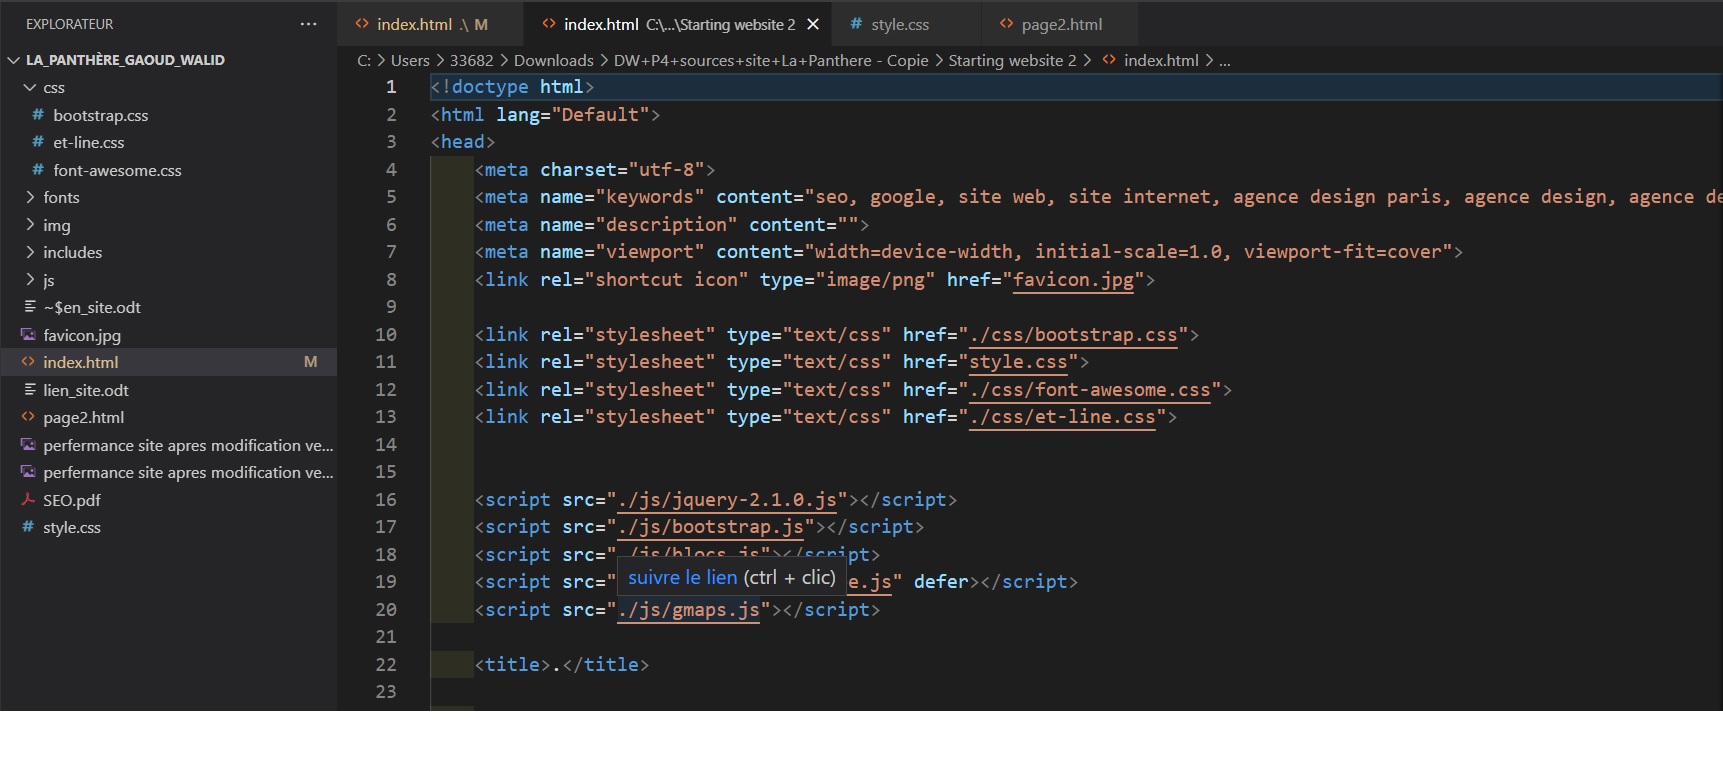 EXPLORATEUR
LA_PANTHÈRE_GAOUD_WALID
css
bootstrap.css
et-line.css
font-awesome.css
fonts
img
includes
js
~$en_site.odt
favicon.jpg
index.html M
lien_site.odt
page2.html
perfermance site apres modification ve...
perfermance site apres modification ve...
SEO.pdf
style.css
index.html .\ M
index.html C:\...\Starting website 2
style.css
page2.html
C: > Users > 33682 > Downloads > DW+P4+sources+site+La+Panthere - Copie > Starting website 2 > index.html > ...
1 <!doctype html>
2 <html lang="Default">
3 <head>
4 <meta charset="utf-8">
5 <meta name="keywords" content="seo, google, site web, site internet, agence design paris, agence design, agence de
6 <meta name="description" content="">
7 <meta name="viewport" content="width=device-width, initial-scale=1.0, viewport-fit=cover">
8 <link rel="shortcut icon" type="image/png" href="favicon.jpg">
9
10 <link rel="stylesheet" type="text/css" href="./css/bootstrap.css">
11 <link rel="stylesheet" type="text/css" href="style.css">
12 <link rel="stylesheet" type="text/css" href="./css/font-awesome.css">
13 <link rel="stylesheet" type="text/css" href="./css/et-line.css">
14
15
16 <script src="./js/jquery-2.1.0.js"></script>
17 <script src="./js/bootstrap.js"></script>
18 <script src="./js/blocs.js"></script>
suivre le lien (ctrl + clic)
19 <script src=" e.js" defer></script>
20 <script src="./js/gmaps.js"></script>
21
22 <title>.</title>
23